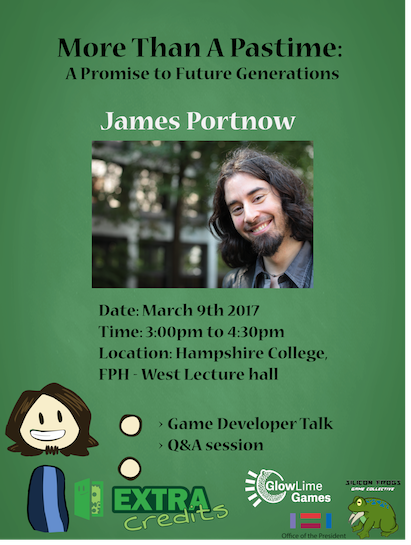 More Than A Pastime:
A Promise to Future Generations
James Portnow
Date: March 9th 2017
Time: 3:00pm to 4:30pm
Location: Hampshire College,
FPH - West Lecture hall
› Game Developer Talk
› Q&A session
EXTRA
Credits
GlowLime
Games
Office of the President
SILICON FROGS
GAME COLLECTIVE